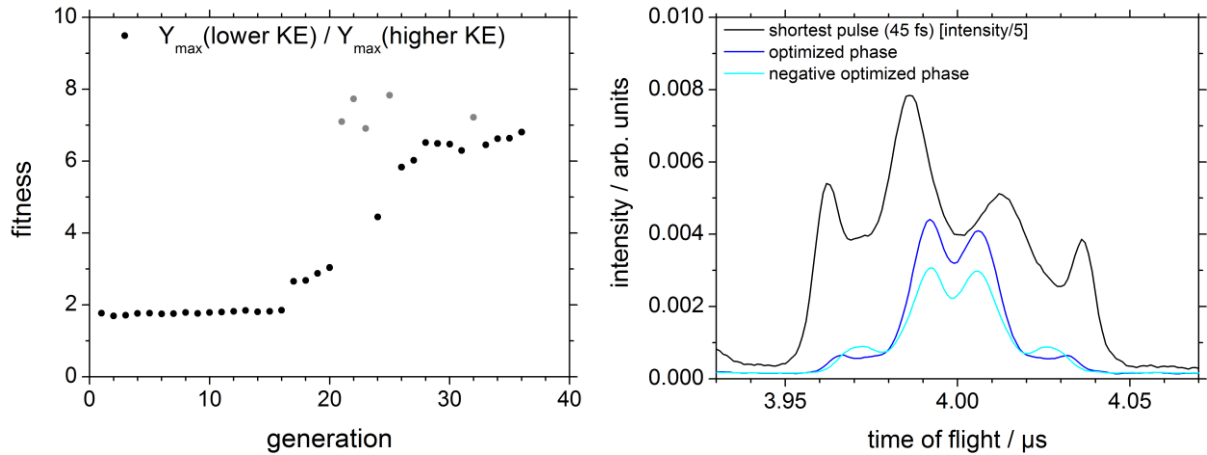 10
Y_max(lower KE) / Y_max(higher KE)
8
6
4
2
0
fitness
0
10
20
30
40
generation
0.010
shortest pulse (45 fs) [intensity/5]
optimized phase
negative optimized phase
0.008
0.006
0.004
0.002
0.000
intensity / arb. units
3.95
4.00
4.05
time of flight / µs